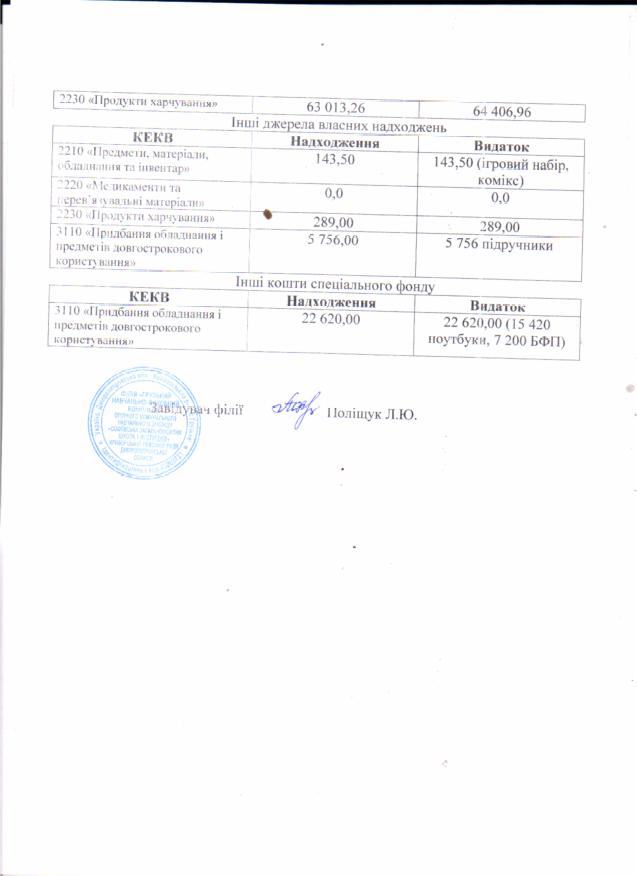 2230 «Продукти харчування» 63 013,26 64 406,96
Інші джерела власних надходжень
КЕКВ Надходження Видаток
2210 «Предмети, матеріали, 143,50 143,50 (ігровий набір,
обладнання та інвентар» комікс)
2220 «Медикаменти та 0,0 0,0
перев'язувальні матеріали»
2230 «Продукти харчування» 289,00 289,00
3110 «Придбання обладнання і 5 756,00 5 756 підручники
предметів довгострокового
користування»
Інші кошти спеціального фонду
КЕКВ Надходження Видаток
3110 «Придбання обладнання і 22 620,00 22 620,00 (15 420
предметів довгострокового ноутбуки, 7 200 БФП)
користування»
Завідувач філії Поліщук Л.Ю.